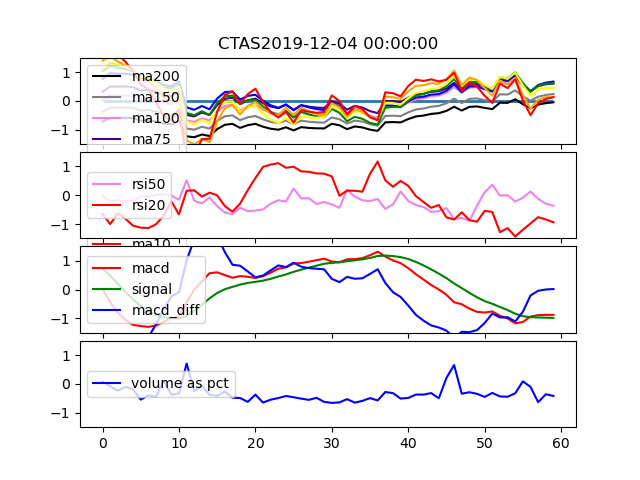 CTAS2019-12-04 00:00:00
1
0
−1
ma200
ma150
ma100
ma75
1
0
−1
rsi50
rsi20
ma10
1
0
−1
macd
signal
macd_diff
1
0
−1
volume as pct
0 10 20 30 40 50 60